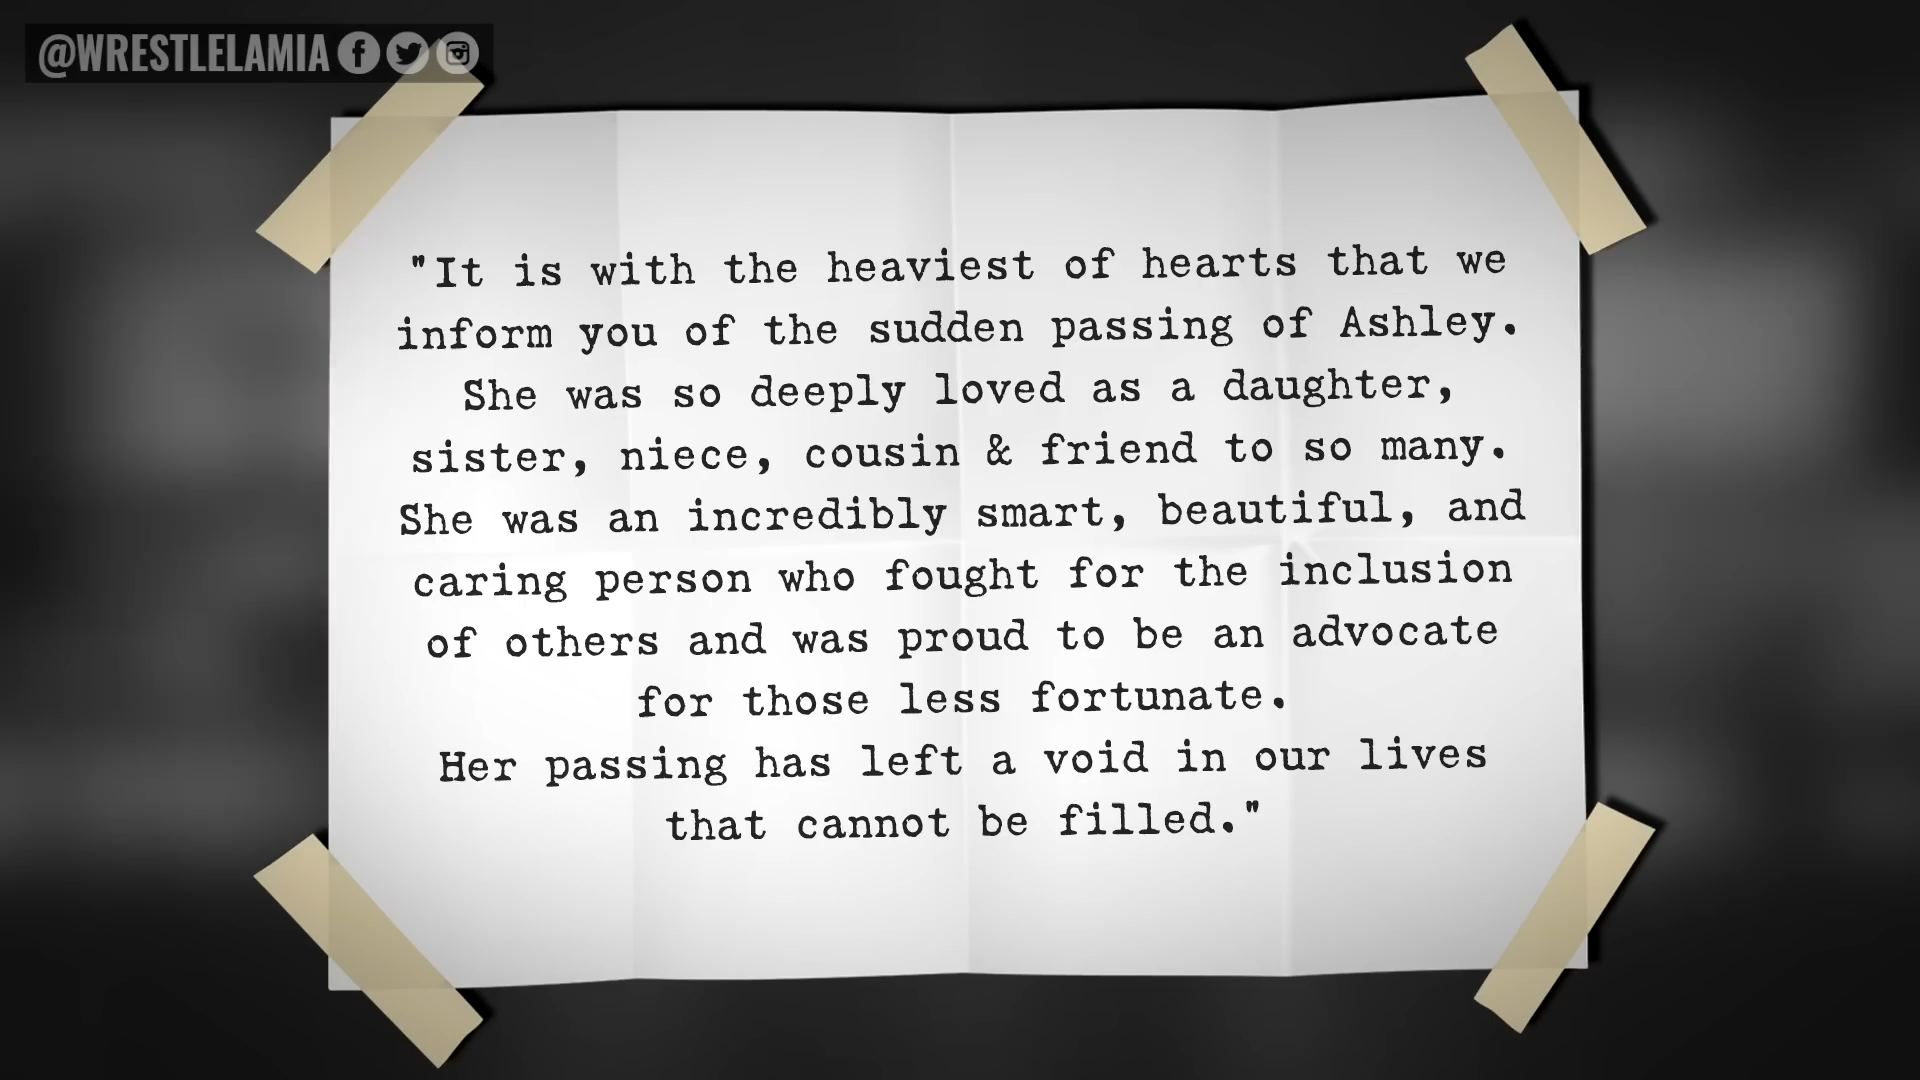 @WRESTLELAMIA
"It is with the heaviest of hearts that we
inform you of the sudden passing of Ashley.
She was so deeply loved as a daughter,
sister, niece, cousin & friend to so many.
She was an incredibly smart, beautiful, and
caring person who fought for the inclusion
of others and was proud to be an advocate
for those less fortunate.
Her passing has left a void in our lives
that cannot be filled."